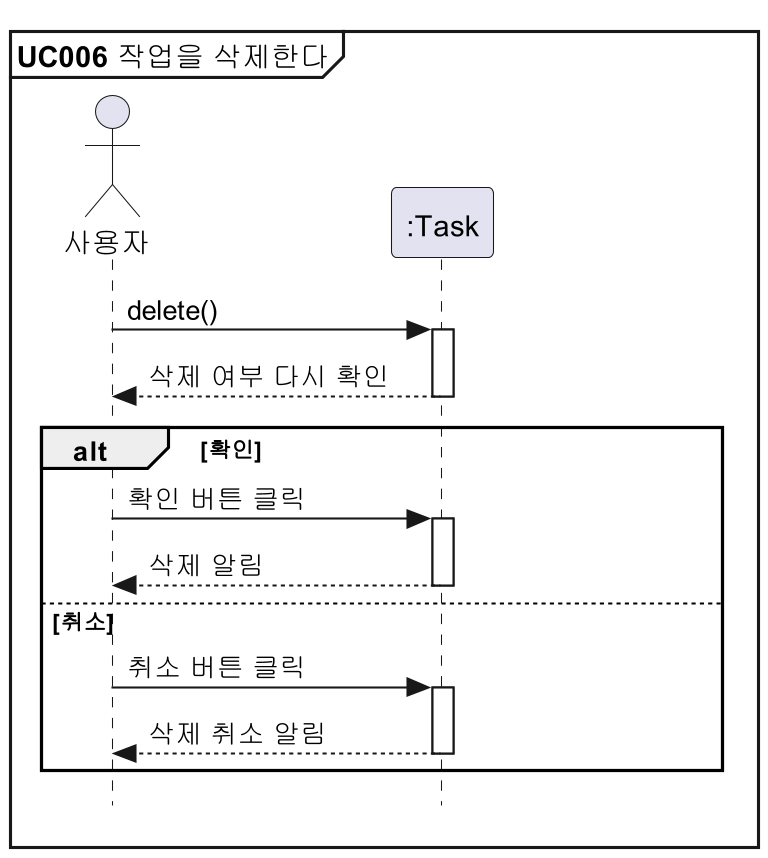 UC006 작업을 삭제한다
사용자
:Task
delete()
삭제 여부 다시 확인
alt [확인]
확인 버튼 클릭
삭제 알림
[취소]
취소 버튼 클릭
삭제 취소 알림